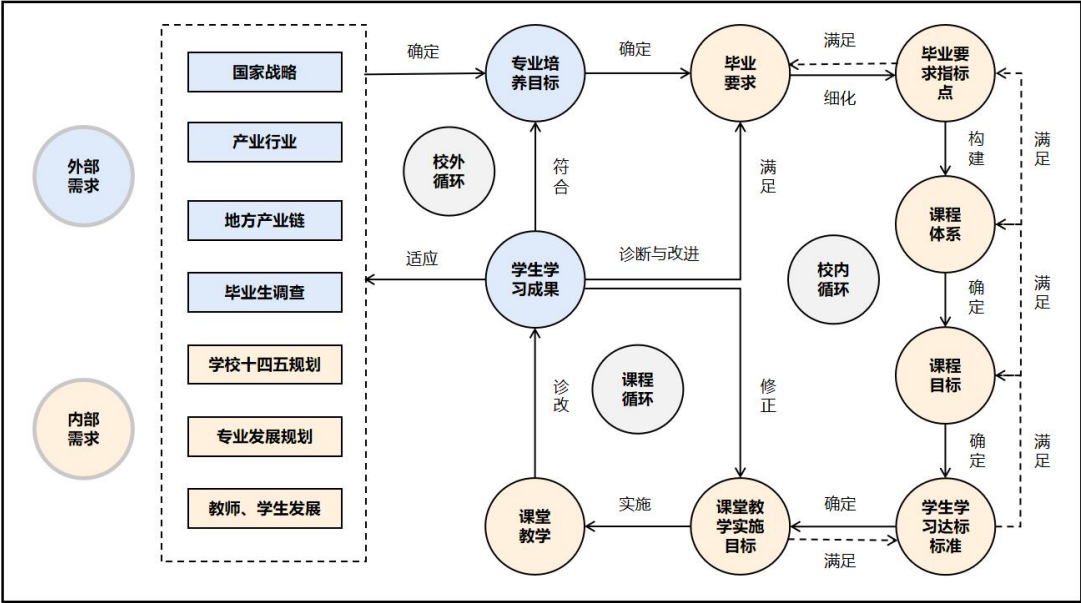 外部
需求
内部
需求
国家战略
产业行业
地方产业链
毕业生调查
学校十四五规划
专业发展规划
教师、学生发展
确定
专业培
养目标
确定
毕业
要求
满足
细化
毕业要
求指标
点
校外
循环
符
合
满
足
构
建
满
足
课程
体系
适应
学生学
习成果
诊断与改进
校内
循环
确
定
满
足
课程
目标
诊
改
课程
循环
修
正
确
定
满
足
课堂
教学
实施
课堂教
学实施
目标
确定
满足
学生学
习达标
标准